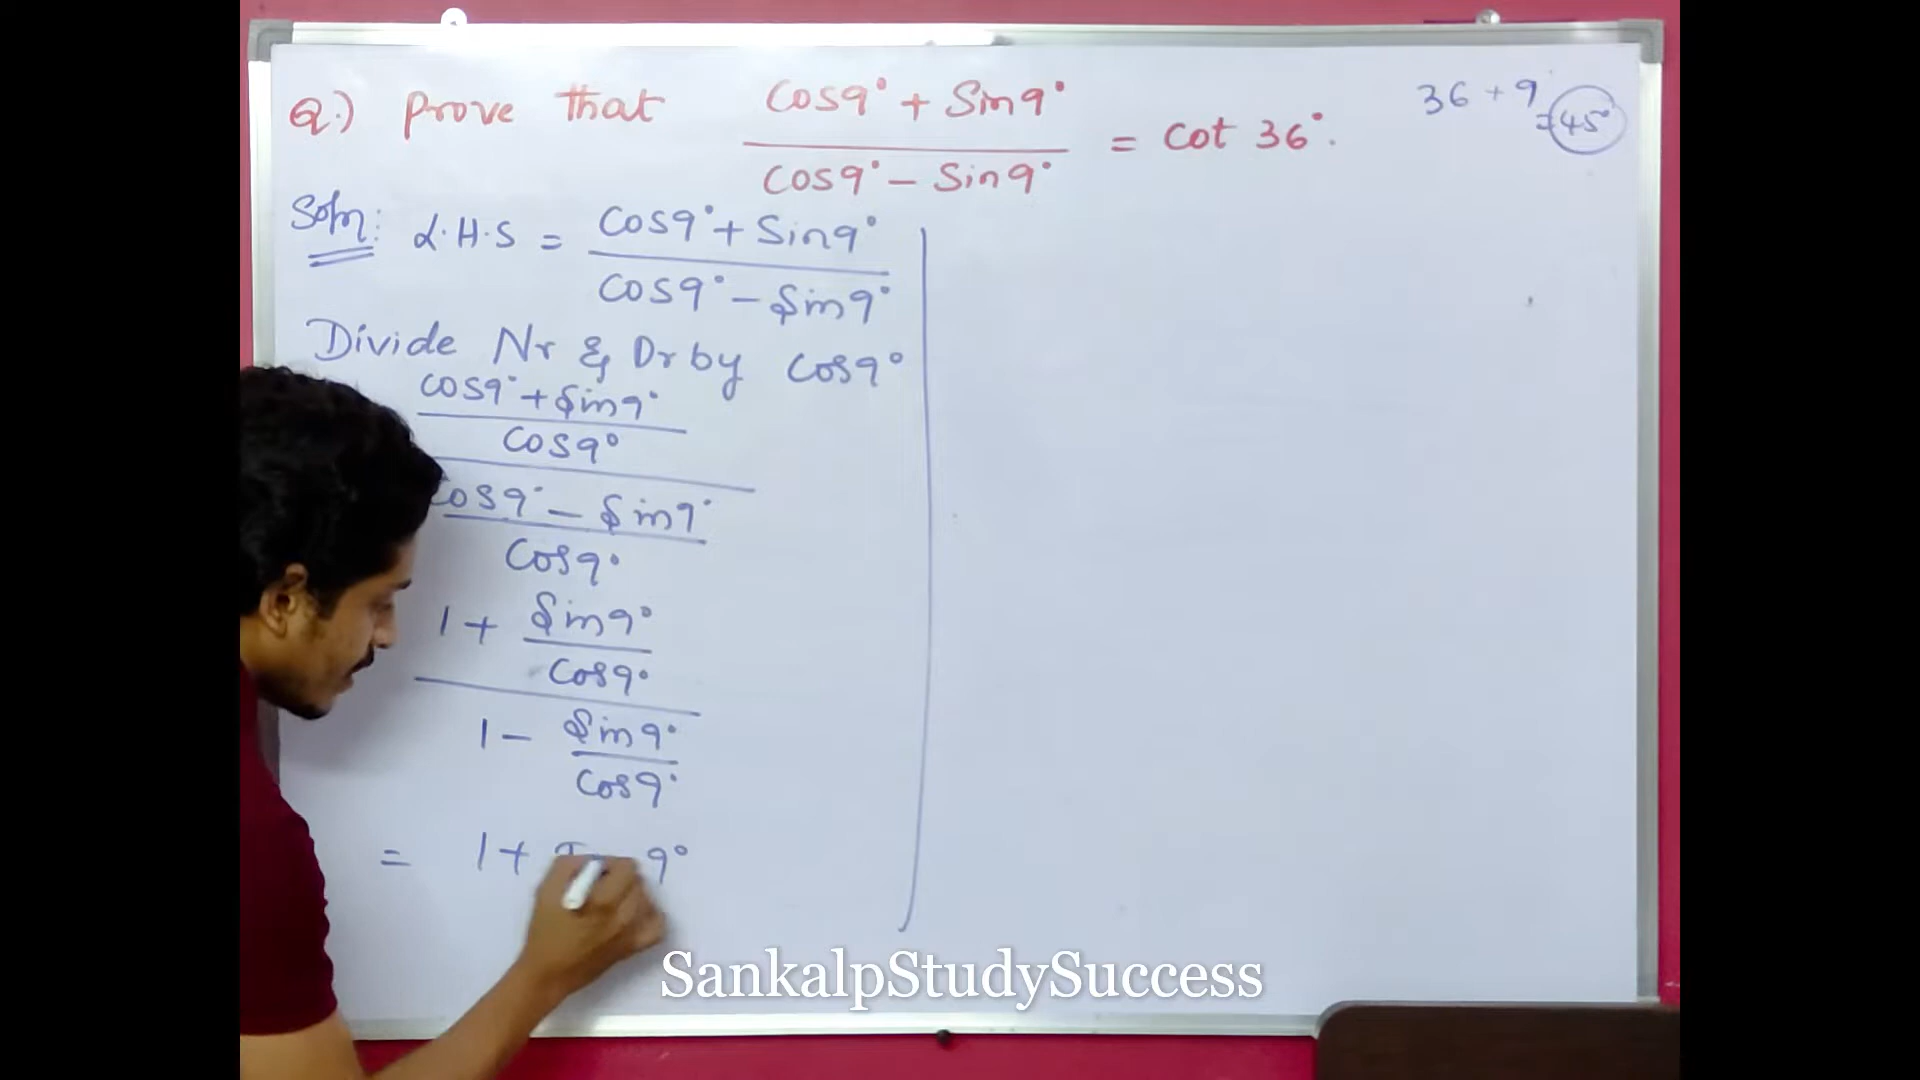 Q.) Prove that Cos9° + Sin9° / Cos9° – Sin9° = Cot 36°.
36 + 9 = 45°
Soln: L.H.S = Cos9° + Sin9° / Cos9° – Sin9°
Divide Nr & Dr by Cos9°
Cos9° + Sin9°
Cos9°
Cos9° – Sin9°
Cos9°
1 + Sin9° / Cos9°
1 – Sin9° / Cos9°
= 1 + 9°
SankalpStudySuccess